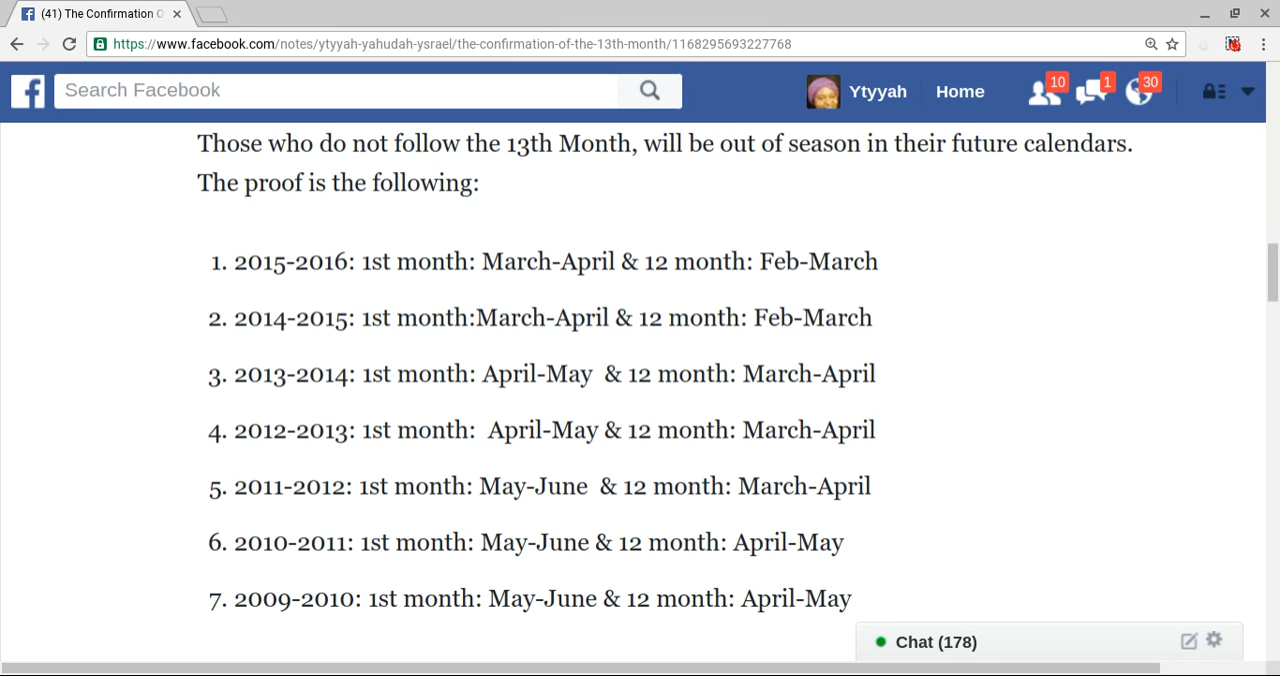 (41) The Confirmation O
https://www.facebook.com/notes/ytyyah-yahudah-ysrael/the-confirmation-of-the-13th-month/1168295693227768
Search Facebook
Ytyyah
Home
10
1
30
Those who do not follow the 13th Month, will be out of season in their future calendars.
The proof is the following:
1. 2015-2016: 1st month: March-April & 12 month: Feb-March
2. 2014-2015: 1st month:March-April & 12 month: Feb-March
3. 2013-2014: 1st month: April-May & 12 month: March-April
4. 2012-2013: 1st month: April-May & 12 month: March-April
5. 2011-2012: 1st month: May-June & 12 month: March-April
6. 2010-2011: 1st month: May-June & 12 month: April-May
7. 2009-2010: 1st month: May-June & 12 month: April-May
Chat (178)